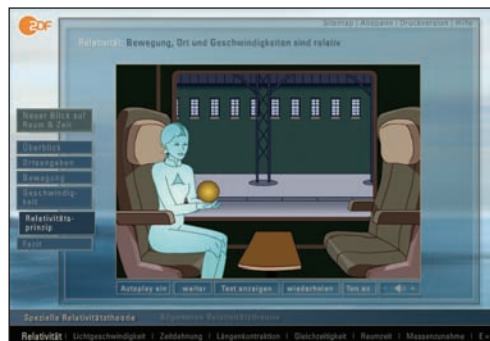 ZDF
Sitemap | Glossar | Druckversion | Hilfe
Relativität: Bewegung, Ort und Geschwindigkeiten sind relativ
Neuer Blick auf
Raum & Zeit
Überblick
Ortsangaben
Bewegung
Geschwindig-
keit
Relativitäts-
prinzip
Fazit
Autoplay ein
weiter
Text anzeigen
wiederholen
Ton an
- +
Spezielle Relativitätstheorie
Allgemeine Relativitätstheorie
Relativität | Lichtgeschwindigkeit | Zeitdehnung | Längenkontraktion | Gleichzeitigkeit | Raumzeit | Massenzunahme | E=